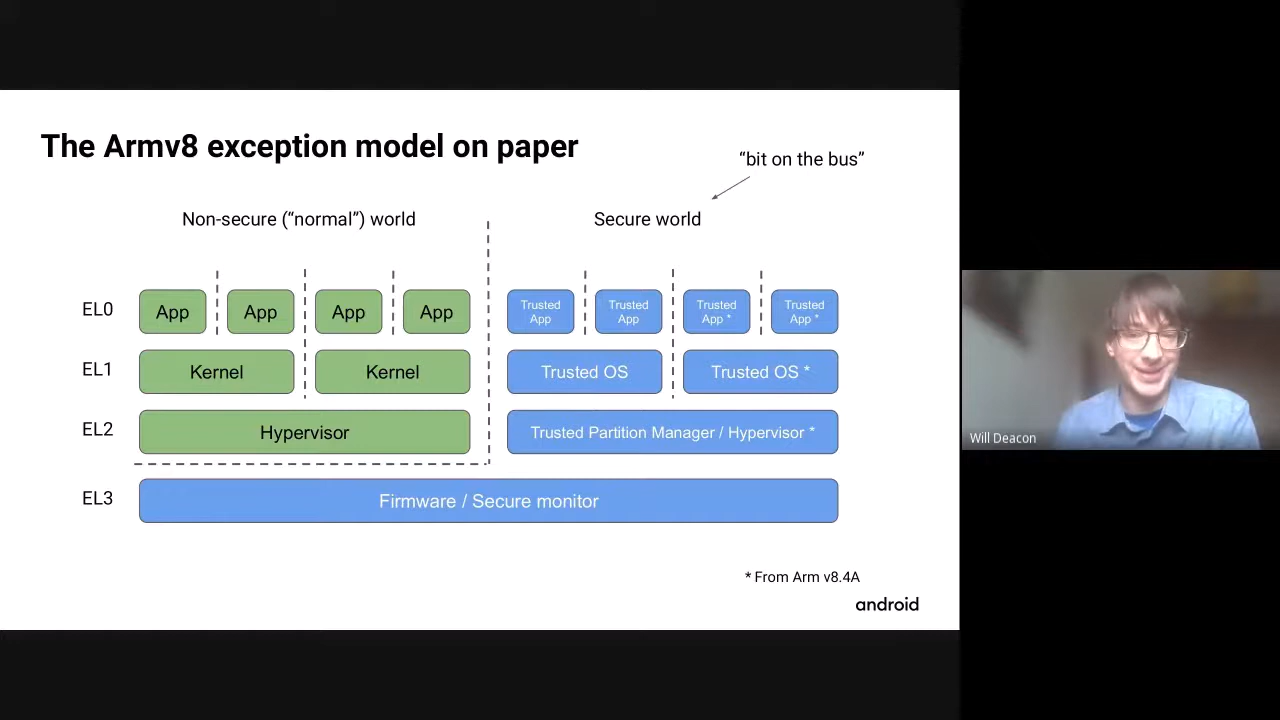 The Armv8 exception model on paper
“bit on the bus”
Non-secure (“normal”) world
Secure world
EL0
App
App
App
App
Trusted
App
Trusted
App
Trusted
App *
Trusted
App *
EL1
Kernel
Kernel
Trusted OS
Trusted OS *
EL2
Hypervisor
Trusted Partition Manager / Hypervisor *
EL3
Firmware / Secure monitor
* From Arm v8.4A
android
Will Deacon